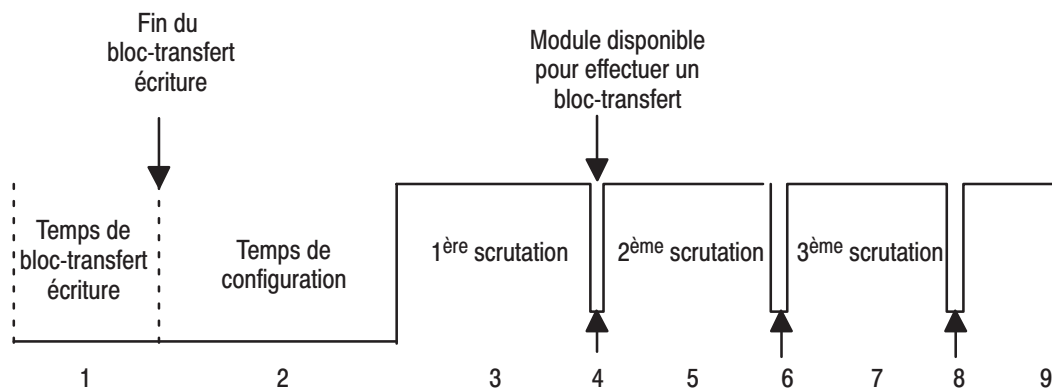 Fin du
bloc-transfert
écriture
Module disponible
pour effectuer un
bloc-transfert
Temps de
bloc-transfert
écriture
Temps de
configuration
1ère scrutation
2ème scrutation
3ème scrutation
1 2 3 4 5 6 7 8 9